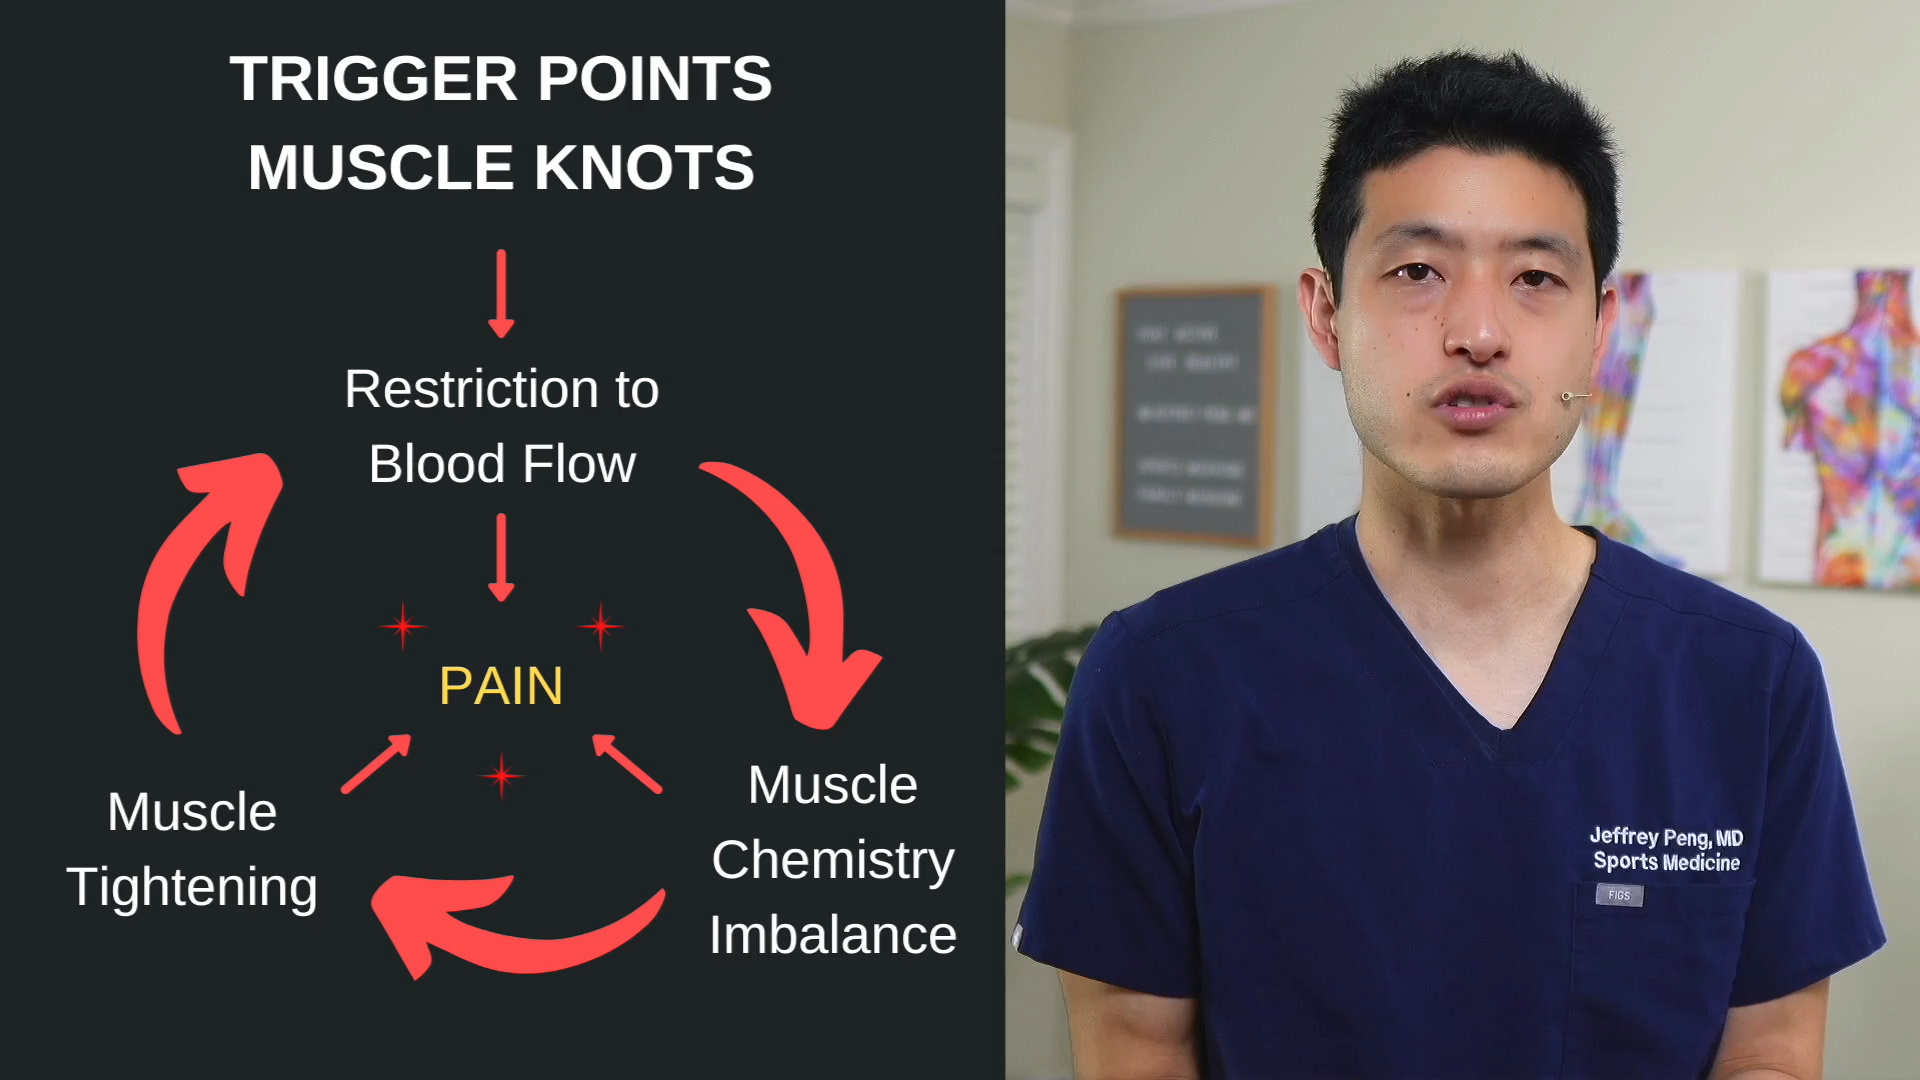 TRIGGER POINTS
MUSCLE KNOTS
Restriction to
Blood Flow
PAIN
Muscle
Tightening
Muscle
Chemistry
Imbalance
Jeffrey Peng, MD
Sports Medicine
FIGS